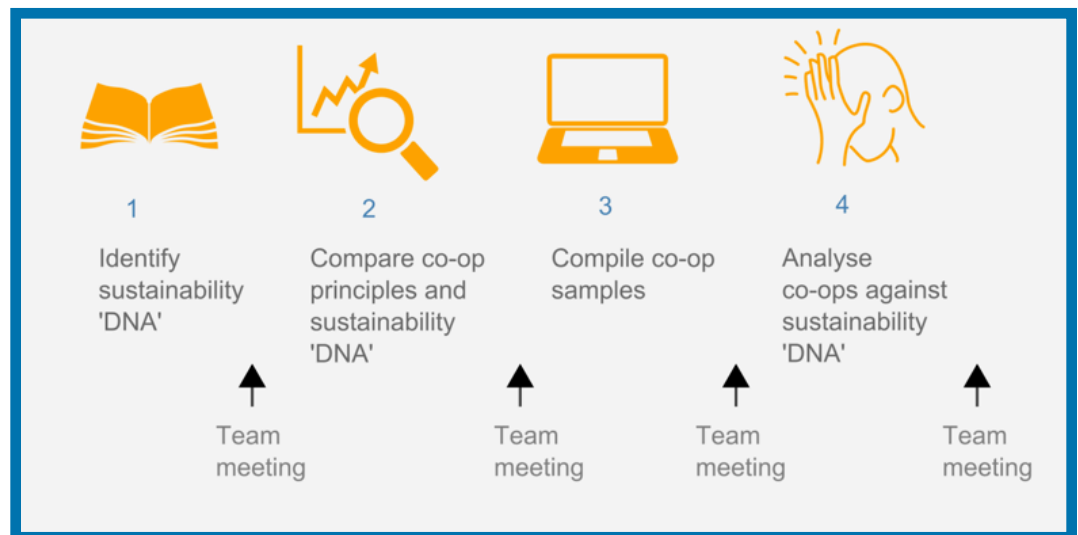 1
Identify
sustainability
'DNA'
2
Compare co-op
principles and
sustainability
'DNA'
3
Compile co-op
samples
4
Analyse
co-ops against
sustainability
'DNA'
Team
meeting
Team
meeting
Team
meeting
Team
meeting